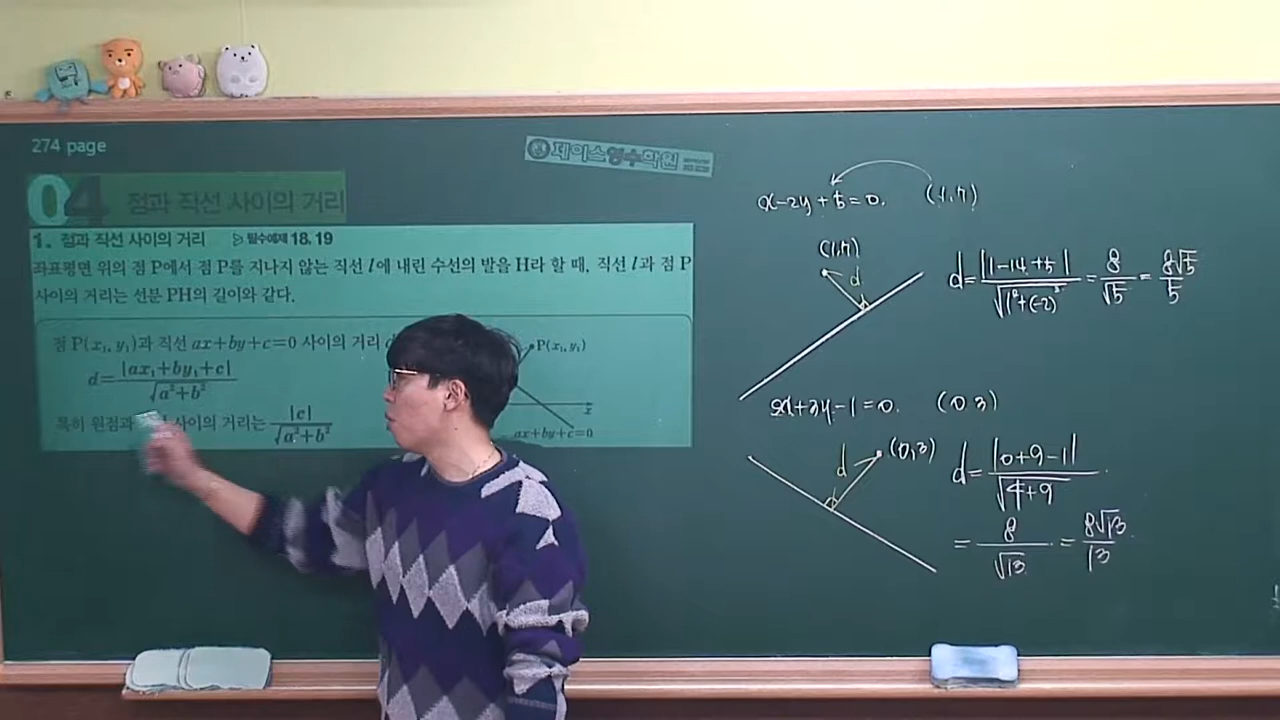 274 page
제이스영수학원
04 점과 직선 사이의 거리
1. 점과 직선 사이의 거리 ▷ 필수예제 18, 19
좌표평면 위의 점 P에서 점 P를 지나지 않는 직선 l에 내린 수선의 발을 H라 할 때, 직선 l과 점 P
사이의 거리는 선분 PH의 길이와 같다.
점 P(x₁, y₁)과 직선 ax+by+c=0 사이의 거리
d=|ax₁+by₁+c|/√(a²+b²)
특히 원점과 사이의 거리는 |c|/√(a²+b²)
P(x₁, y₁)
x
ax+by+c=0
x-2y+5=0. (1,7)
(1,7)
d
d=|1-14+5|/√(1²+(-2)²)=8/√5=8√5/5
2x+3y-1=0. (0 3)
(0,3)
d
d=|0+9-1|/√(4+9)
=8/√13=8√13/13